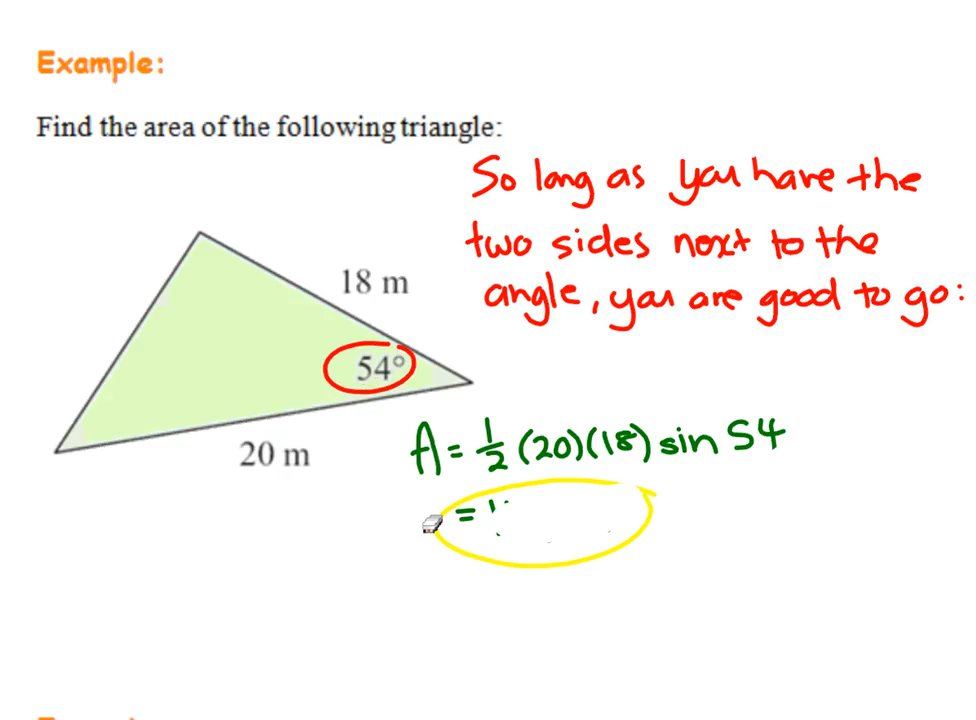 Example:
Find the area of the following triangle:
So long as you have the
two sides next to the
angle, you are good to go:
18 m
54°
20 m
A = 1/2 (20)(18) sin 54
=